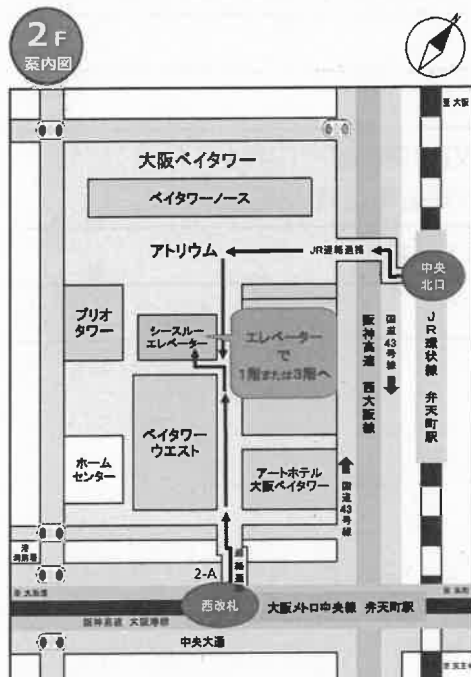 2F
案内図
N
至 大阪
大阪ベイタワー
ベイタワーノース
アトリウム
JR連絡通路
中央
北口
プリオ
タワー
シースルー
エレベーター
エレベーター
で
1階または3階へ
阪神高速 西大阪線
国道43号線
JR環状線 弁天町駅
ベイタワー
ウエスト
ホーム
センター
アートホテル
大阪ベイタワー
国道43号線
2-A
西改札
大阪メトロ中央線 弁天町駅
阪神高速 大阪港線
中央大通